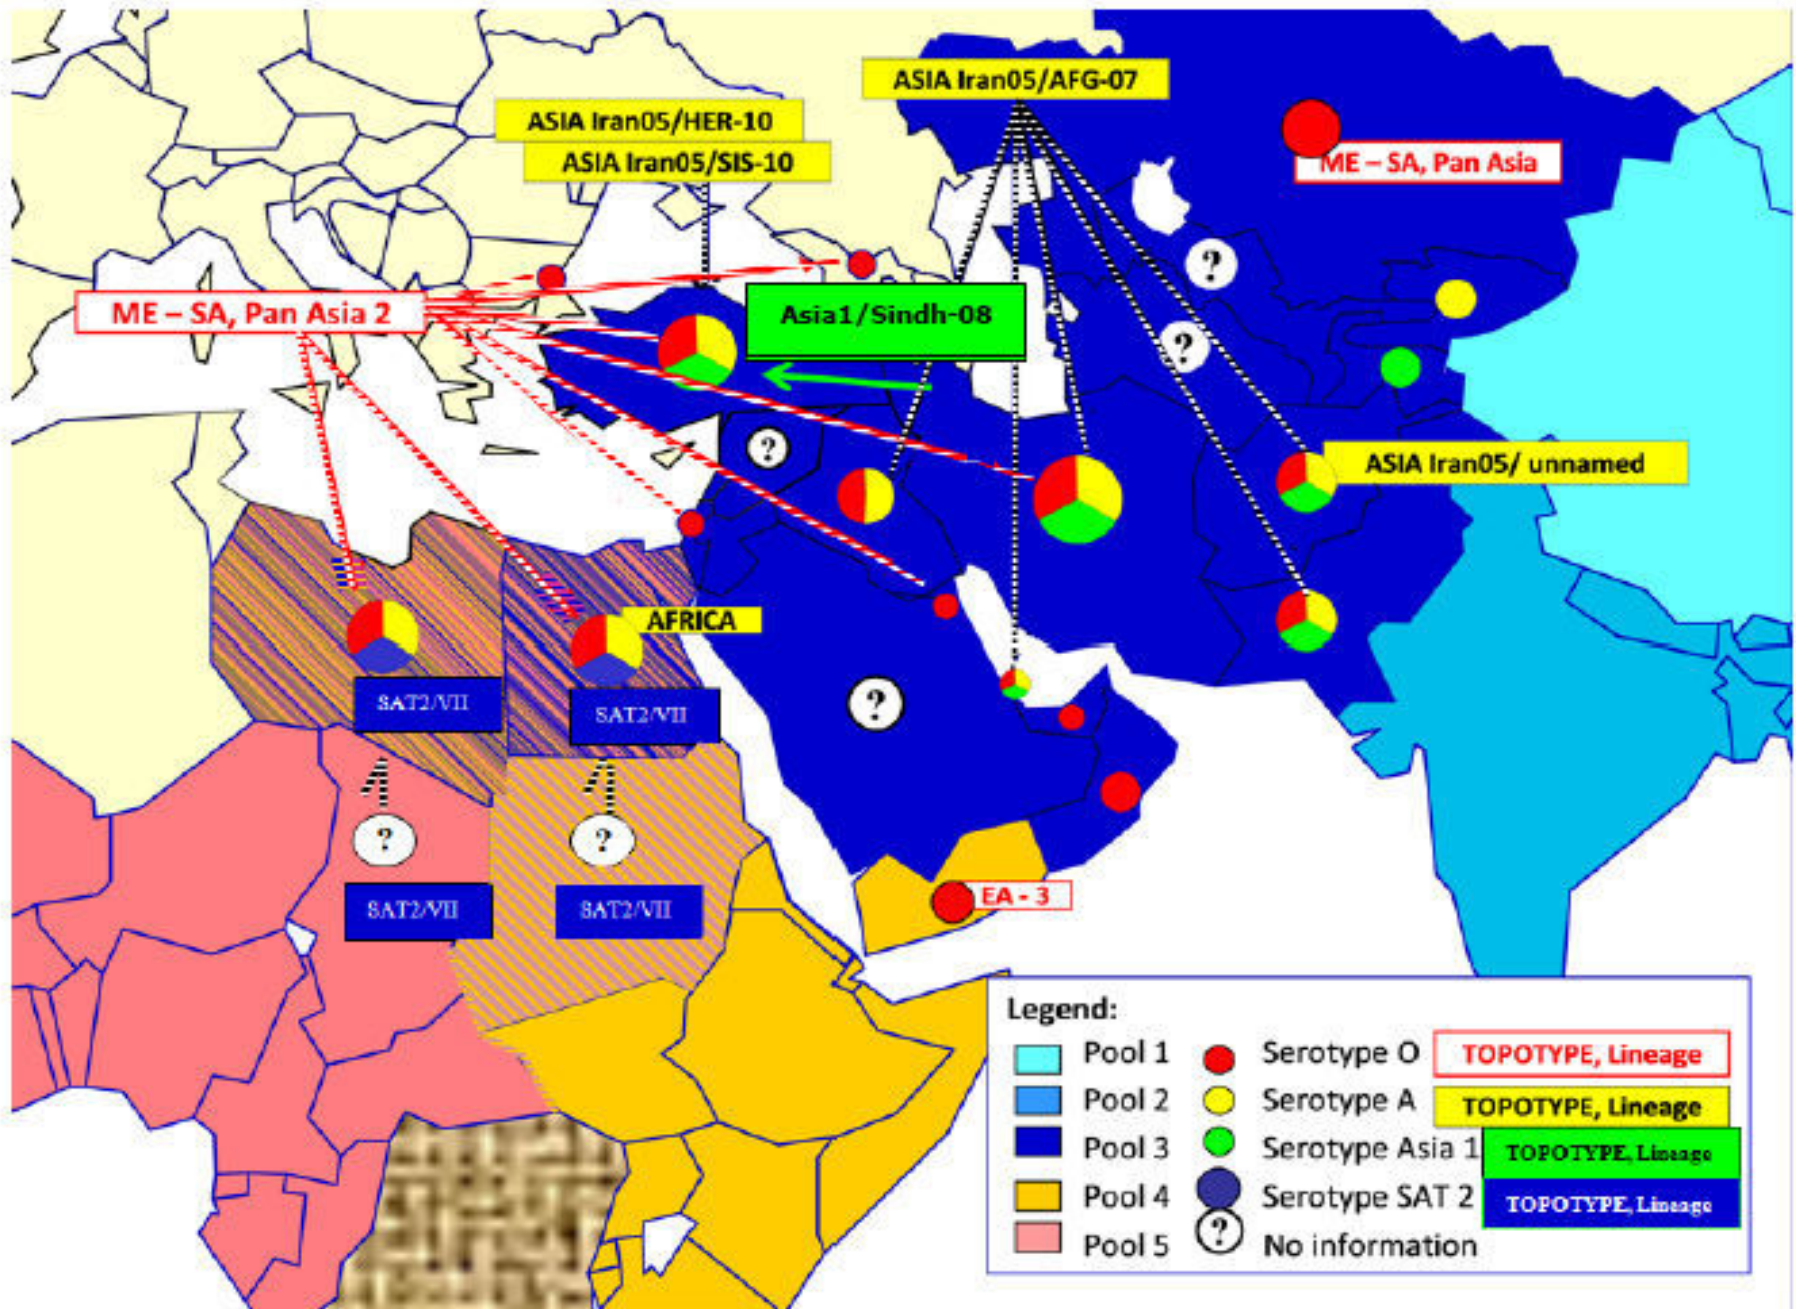 ASIA Iran05/AFG-07
ASIA Iran05/HER-10
ASIA Iran05/SIS-10
ME – SA, Pan Asia
?
ME – SA, Pan Asia 2
Asia1/Sindh-08
?
?
ASIA Iran05/ unnamed
AFRICA
SAT2/VII
SAT2/VII
?
?
?
SAT2/VII
SAT2/VII
EA - 3
Legend:
Pool 1
Serotype O
TOPOTYPE, Lineage
Pool 2
Serotype A
TOPOTYPE, Lineage
Pool 3
Serotype Asia 1
TOPOTYPE, Lineage
Pool 4
Serotype SAT 2
TOPOTYPE, Lineage
Pool 5
?
No information